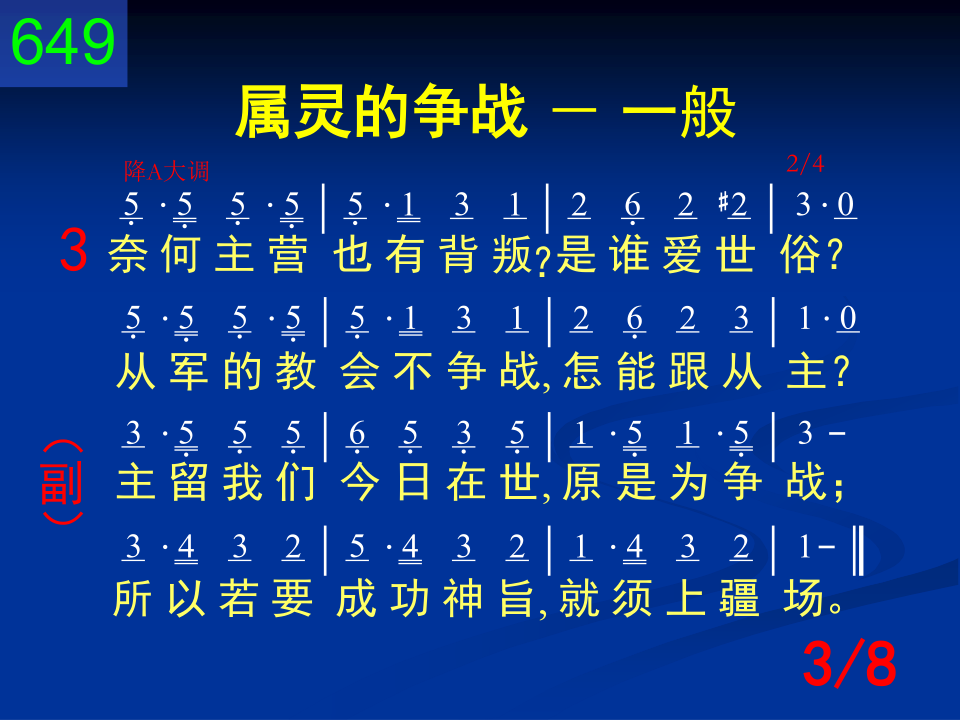 649
属灵的争战 － 一般
降A大调 2/4
5 · 5 5 · 5 | 5 · 1 3 1 | 2 6 2 #2 | 3 · 0
3 奈何主营 也有背叛?是谁爱世 俗?
5 · 5 5 · 5 | 5 · 1 3 1 | 2 6 2 3 | 1 · 0
从军的教 会不争战,怎能跟从 主?
3 · 5 5 5 | 6 5 3 5 | 1 · 5 1 · 5 | 3 -
(副) 主留我们 今日在世,原是为争 战;
3 · 4 3 2 | 5 · 4 3 2 | 1 · 4 3 2 | 1 - ‖
所以若要 成功神旨,就须上疆 场。
3/8